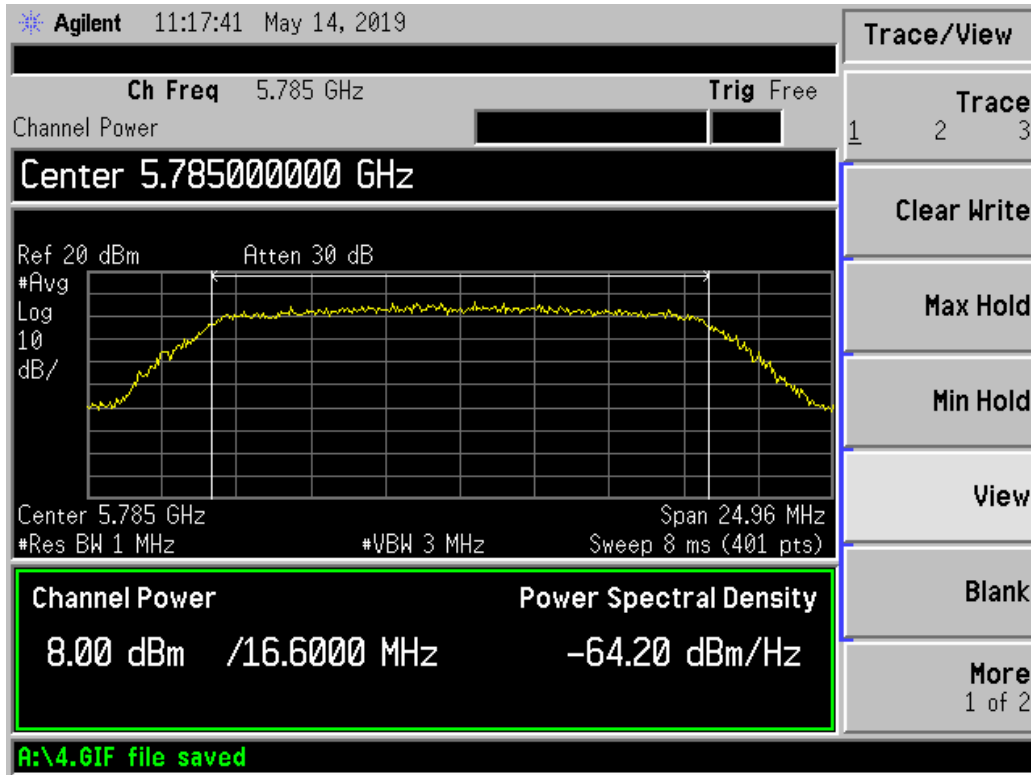 Agilent 11:17:41 May 14, 2019
Ch Freq 5.785 GHz Trig Free
Channel Power
Center 5.785000000 GHz
Ref 20 dBm Atten 30 dB
#Avg
Log
10
dB/
Center 5.785 GHz Span 24.96 MHz
#Res BW 1 MHz #VBW 3 MHz Sweep 8 ms (401 pts)
Channel Power Power Spectral Density
8.00 dBm /16.6000 MHz -64.20 dBm/Hz
A:\4.GIF file saved
Trace/View
Trace
1 2 3
Clear Write
Max Hold
Min Hold
View
Blank
More
1 of 2